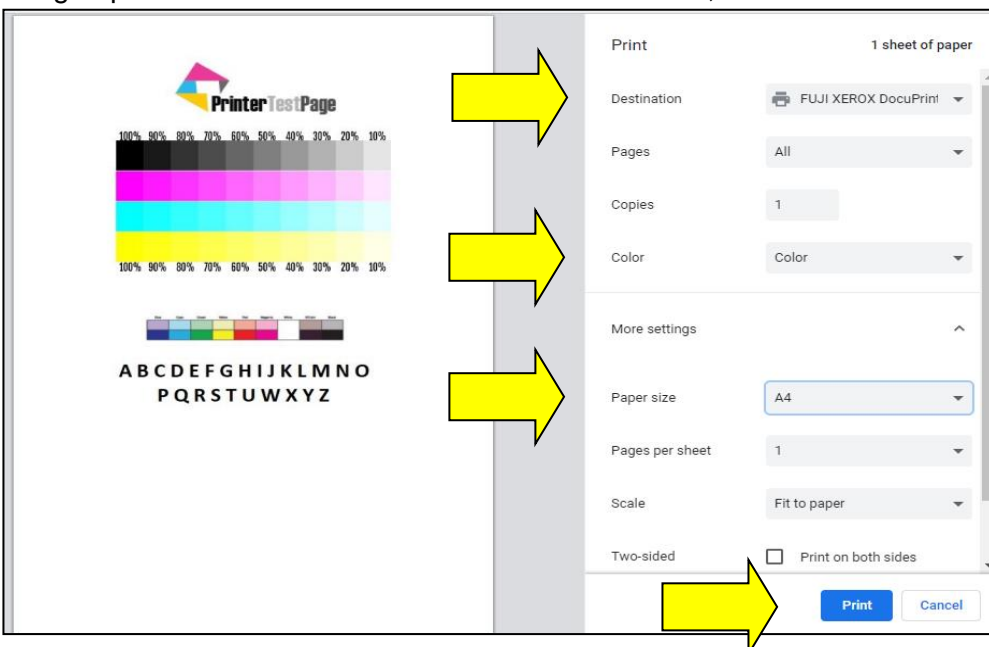 PrinterTestPage
100% 90% 80% 70% 60% 50% 40% 30% 20% 10%
100% 90% 80% 70% 60% 50% 40% 30% 20% 10%
A B C D E F G H I J K L M N O
P Q R S T U W X Y Z
Print 1 sheet of paper
Destination FUJI XEROX DocuPrint
Pages All
Copies 1
Color Color
More settings
Paper size A4
Pages per sheet 1
Scale Fit to paper
Two-sided Print on both sides
Print Cancel